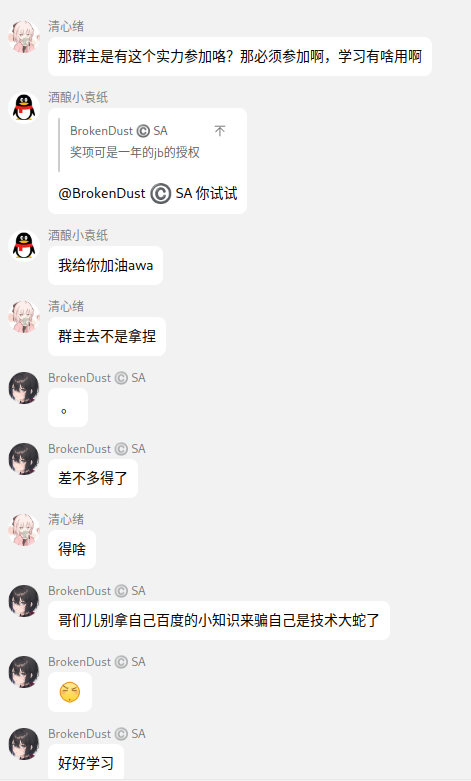 清心绪
那群主是有这个实力参加咯？那必须参加啊，学习有啥用啊
酒酿小袁纸
BrokenDust © SA
奖项可是一年的jb的授权
@BrokenDust © SA 你试试
酒酿小袁纸
我给你加油awa
清心绪
群主去不是拿捏
BrokenDust © SA
。
BrokenDust © SA
差不多得了
清心绪
得啥
BrokenDust © SA
哥们儿别拿自己百度的小知识来骗自己是技术大蛇了
BrokenDust © SA
BrokenDust © SA
好好学习